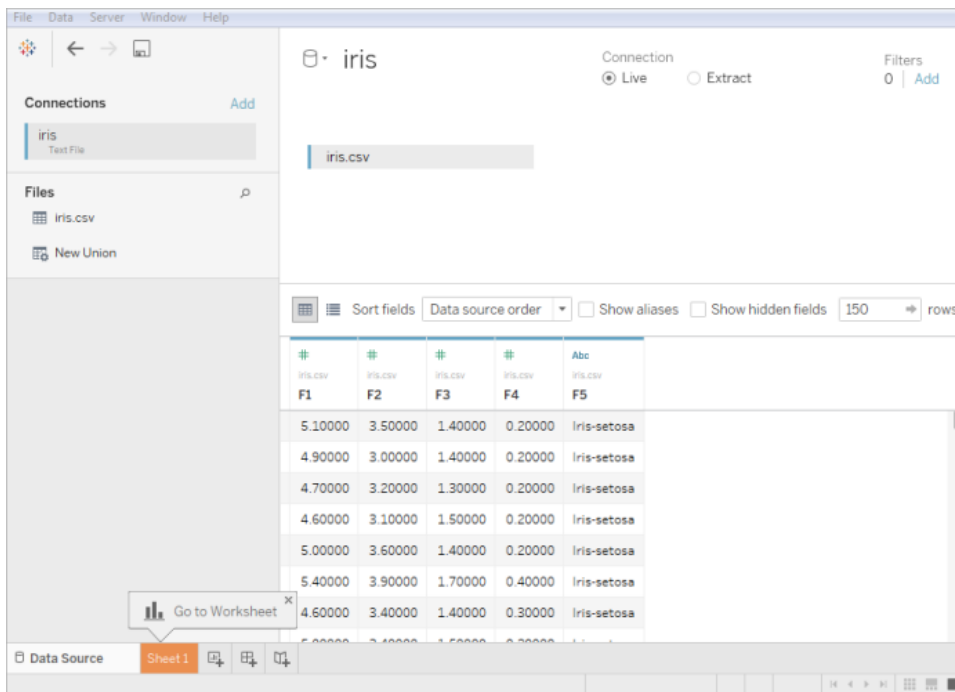 File Data Server Window Help
Connections Add
iris
Text File
Files
iris.csv
New Union
iris
Connection
Live Extract
Filters
0 Add
iris.csv
Sort fields Data source order Show aliases Show hidden fields 150 rows
# # # # Abc
iris.csv iris.csv iris.csv iris.csv iris.csv
F1 F2 F3 F4 F5
5.10000 3.50000 1.40000 0.20000 Iris-setosa
4.90000 3.00000 1.40000 0.20000 Iris-setosa
4.70000 3.20000 1.30000 0.20000 Iris-setosa
4.60000 3.10000 1.50000 0.20000 Iris-setosa
5.00000 3.60000 1.40000 0.20000 Iris-setosa
5.40000 3.90000 1.70000 0.40000 Iris-setosa
4.60000 3.40000 1.40000 0.30000 Iris-setosa
Go to Worksheet
Data Source Sheet 1